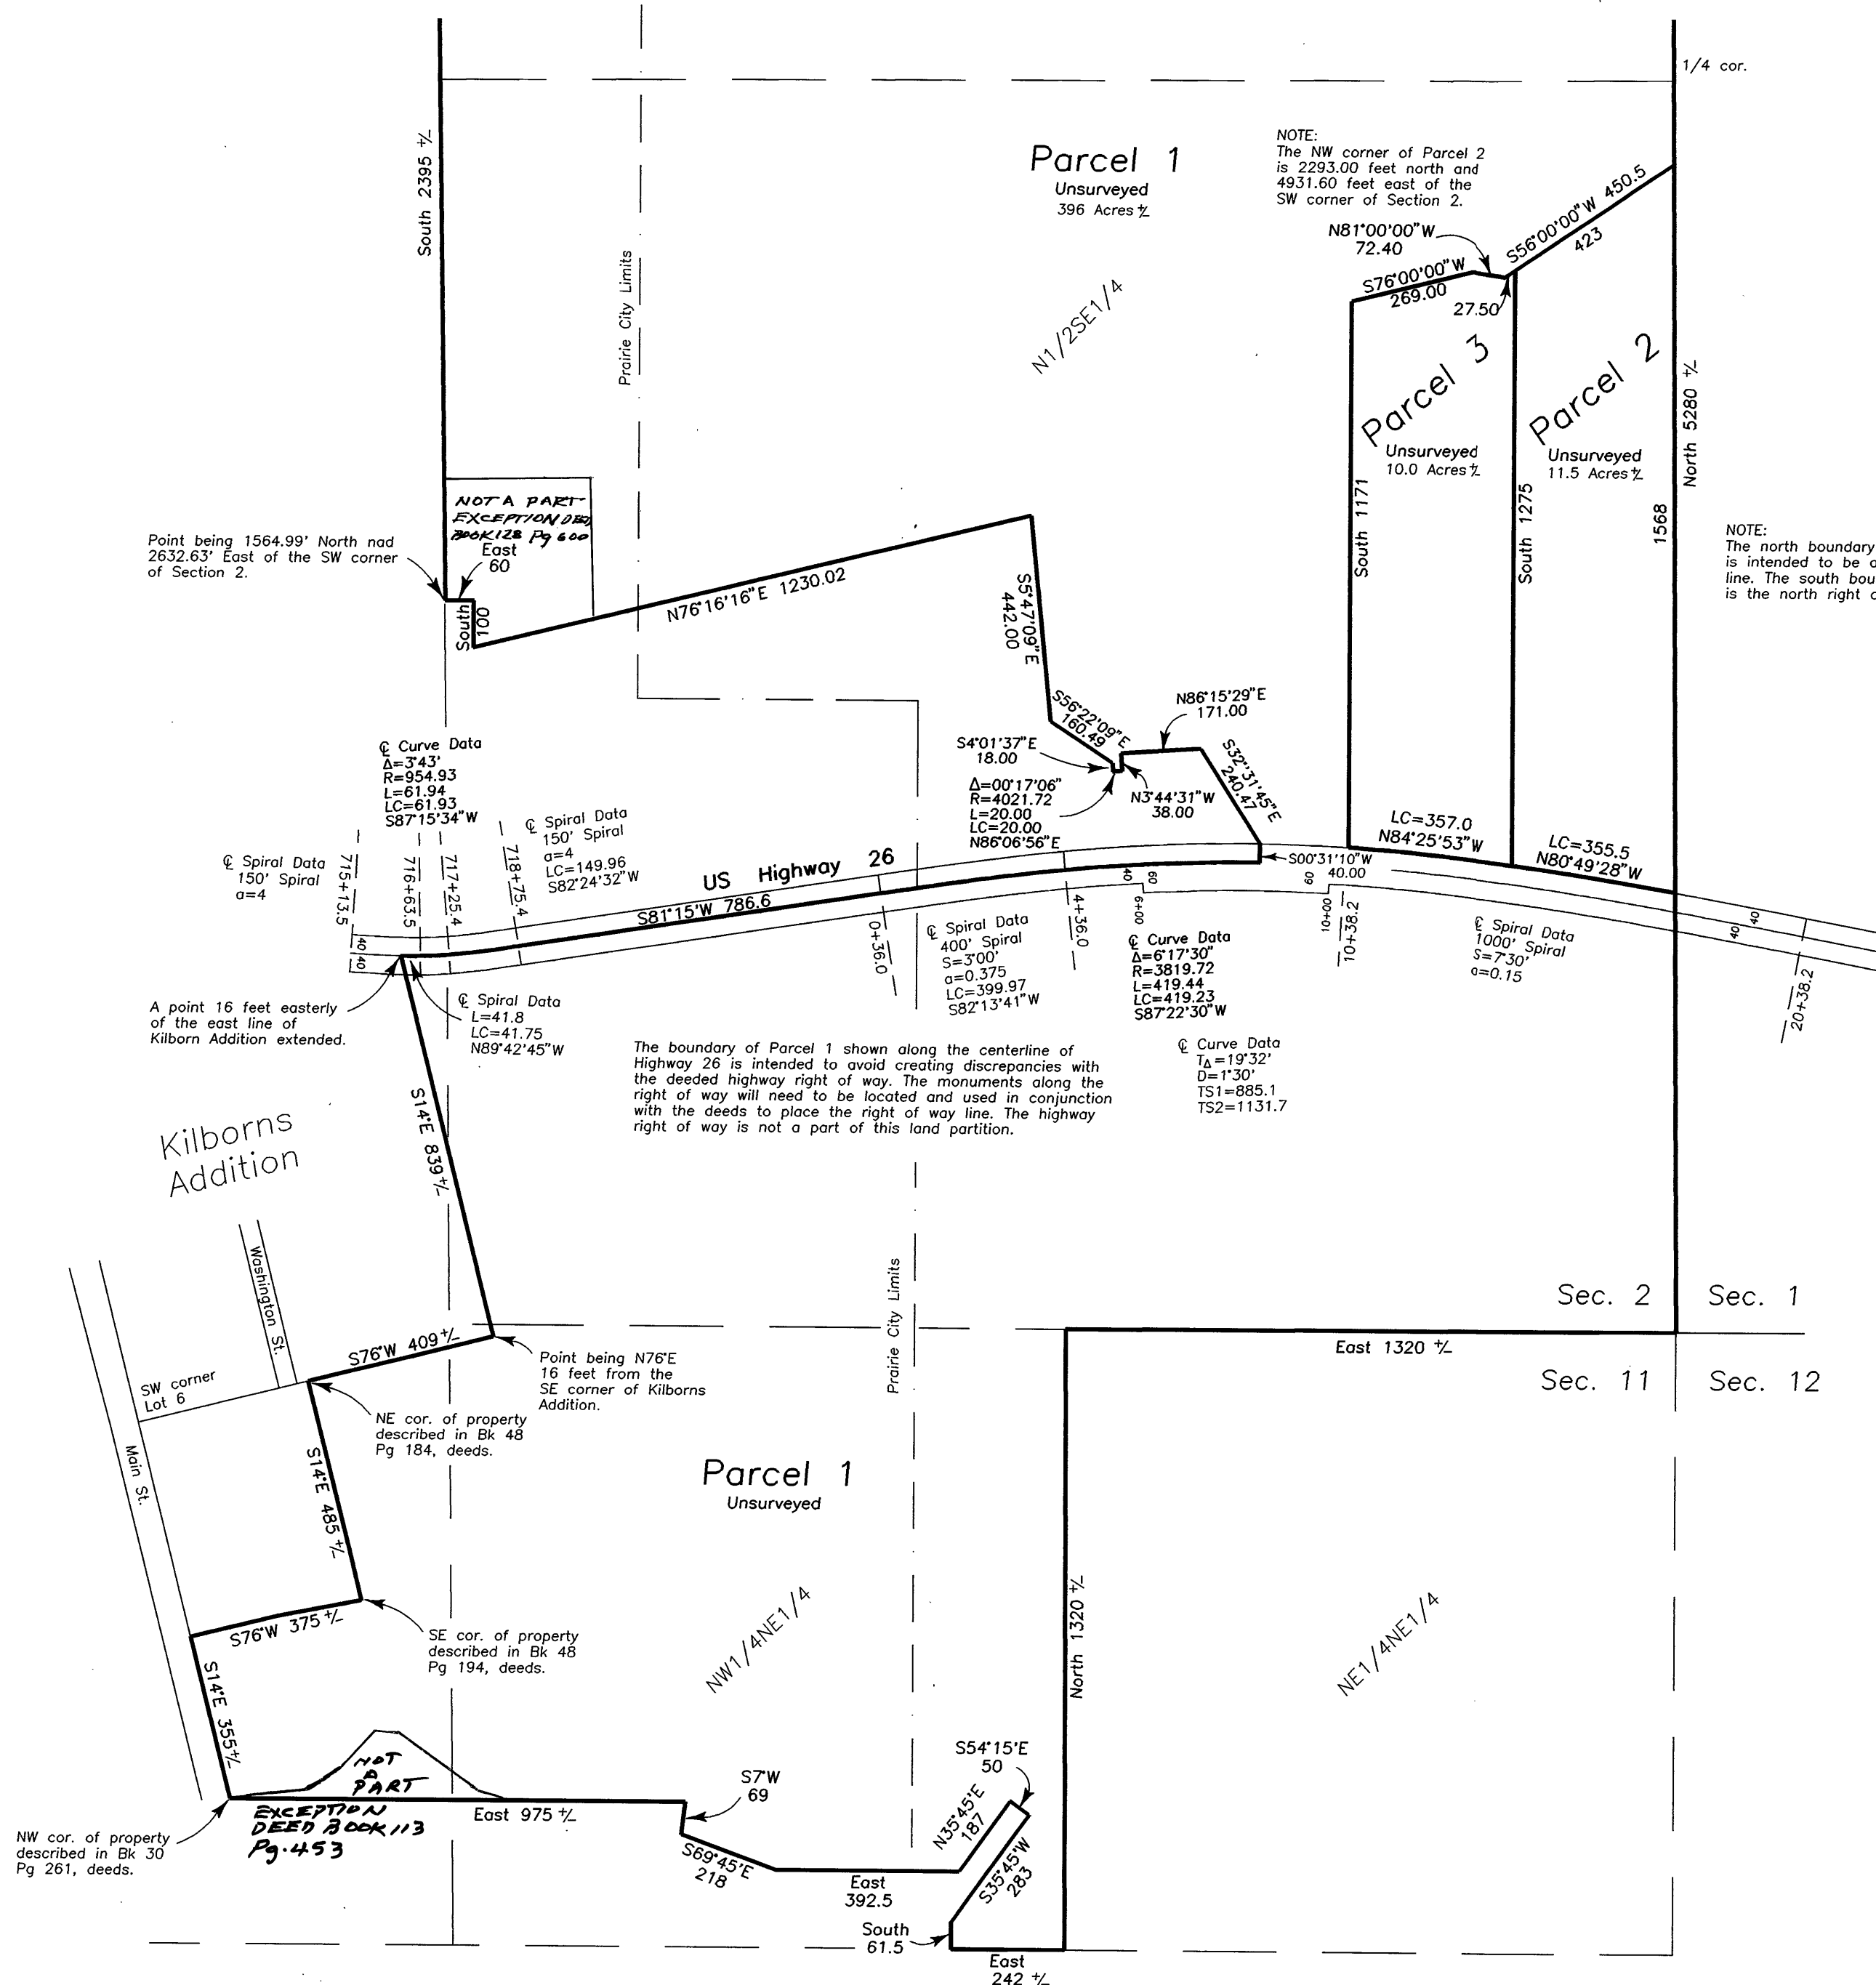 1/4 cor.
South 2395 +/-
Prairie City Limits
Parcel 1
Unsurveyed
396 Acres +/-
NOTE:
The NW corner of Parcel 2
is 2293.00 feet north and
4931.60 feet east of the
SW corner of Section 2.
N81°00'00"W
72.40
S56°00'00"W 450.5
423
S76°00'00"W
269.00
27.50
N1/2SE1/4
Parcel 3
Unsurveyed
10.0 Acres +/-
Parcel 2
Unsurveyed
11.5 Acres +/-
South 1171
South 1275
1568
North 5280 +/-
NOTE:
The north boundary
is intended to be a
line. The south bou
is the north right o
NOT A PART
EXCEPTION DEED
BOOK 128 Pg 600
East
60
Point being 1564.99' North nad
2632.63' East of the SW corner
of Section 2.
South
100
N76°16'16"E 1230.02
S5°47'09"E
442.00
S56°22'09"E
160.49
N86°15'29"E
171.00
S4°01'37"E
18.00
S32°'31'45"E
240.47
N3°44'31"W
38.00
Δ=00°17'06"
R=4021.72
L=20.00
LC=20.00
N86°06'56"E
℄ Curve Data
Δ=3°43'
R=954.93
L=61.94
LC=61.93
S87°15'34"W
℄ Spiral Data
150' Spiral
a=4
LC=149.96
S82°24'32"W
℄ Spiral Data
150' Spiral
a=4
715+13.5
716+63.5
717+25.4
718+75.4
US Highway 26
S81°15'W 786.6
S00°31'10"W
40.00
LC=357.0
N84°25'53"W
LC=355.5
N80°49'28"W
40
40
0+36.0
4+36.0
40
60
6+00
60
10+00
10+38.2
40
40
20+38.2
℄ Spiral Data
400' Spiral
S=3°00'
a=0.375
LC=399.97
S82°13'41"W
℄ Curve Data
Δ=6°17'30"
R=3819.72
L=419.44
LC=419.23
S87°22'30"W
℄ Spiral Data
1000' Spiral
S=7°30'
a=0.15
A point 16 feet easterly
of the east line of
Kilborn Addition extended.
℄ Spiral Data
L=41.8
LC=41.75
N89°42'45"W
The boundary of Parcel 1 shown along the centerline of
Highway 26 is intended to avoid creating discrepancies with
the deeded highway right of way. The monuments along the
right of way will need to be located and used in conjunction
with the deeds to place the right of way line. The highway
right of way is not a part of this land partition.
℄ Curve Data
TΔ=19°32'
D=1°30'
TS1=885.1
TS2=1131.7
S14°E 839+/-
Kilborns
Addition
Washington St.
S76°W 409+/-
SW corner
Lot 6
Point being N76°E
16 feet from the
SE corner of Kilborns
Addition.
Prairie City Limits
Sec. 2
Sec. 1
East 1320 +/-
Sec. 11
Sec. 12
NE cor. of property
described in Bk 48
Pg 184, deeds.
Main St.
S14°E 485 +/-
Parcel 1
Unsurveyed
S76°W 375 +/-
SE cor. of property
described in Bk 48
Pg 194, deeds.
NW1/4NE1/4
North 1320 +/-
NE1/4NE1/4
S14°E 355+/-
NOT
A
PART
EXCEPTION
DEED BOOK 113
Pg. 453
East 975 +/-
S7°W
69
S54°15'E
50
N35°45'E
187
S69°45'E
218
S35°45'W
283
East
392.5
NW cor. of property
described in Bk 30
Pg 261, deeds.
South
61.5
East
242 +/-